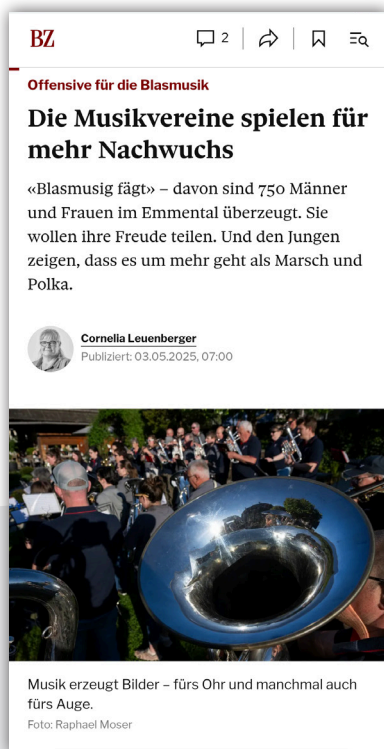 BZ
2
Offensive für die Blasmusik
Die Musikvereine spielen für
mehr Nachwuchs
«Blasmusig fägt» – davon sind 750 Männer
und Frauen im Emmental überzeugt. Sie
wollen ihre Freude teilen. Und den Jungen
zeigen, dass es um mehr geht als Marsch und
Polka.
Cornelia Leuenberger
Publiziert: 03.05.2025, 07:00
Musik erzeugt Bilder – fürs Ohr und manchmal auch
fürs Auge.
Foto: Raphael Moser